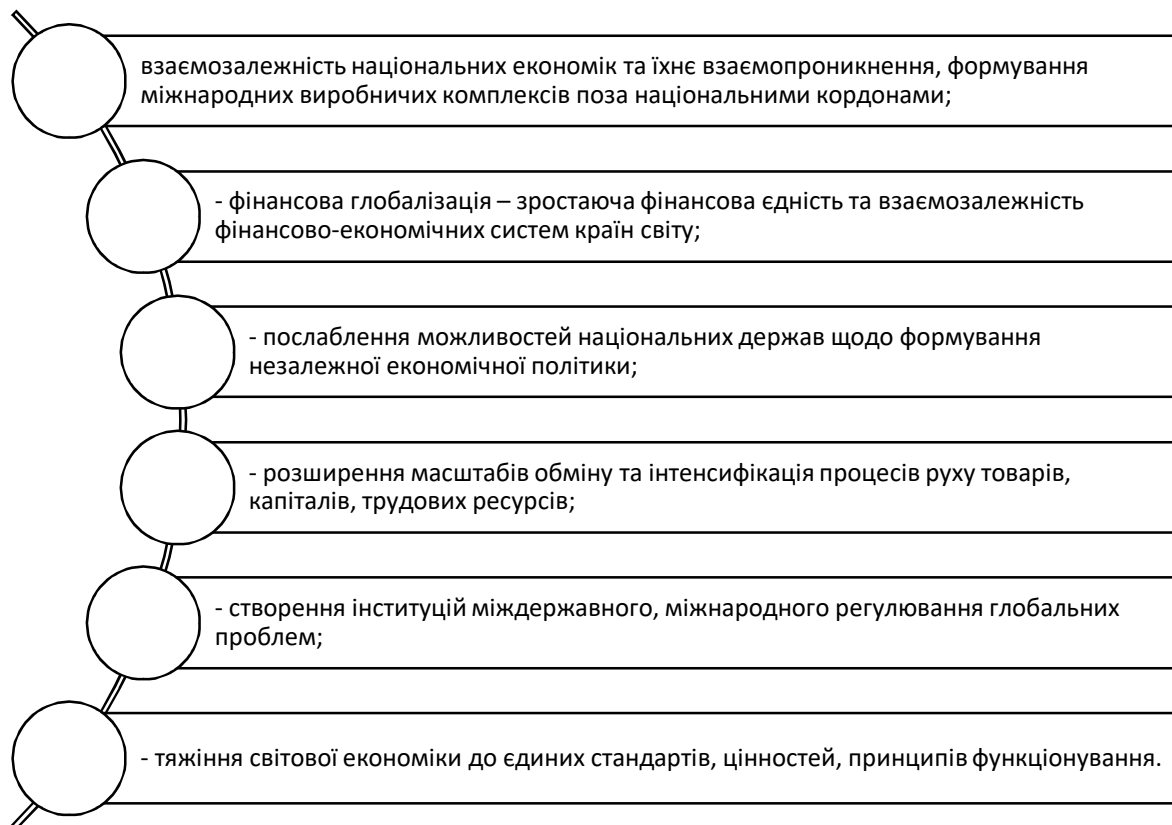 взаємозалежність національних економік та їхнє взаємопроникнення, формування
міжнародних виробничих комплексів поза національними кордонами;
- фінансова глобалізація – зростаюча фінансова єдність та взаємозалежність
фінансово-економічних систем країн світу;
- послаблення можливостей національних держав щодо формування
незалежної економічної політики;
- розширення масштабів обміну та інтенсифікація процесів руху товарів,
капіталів, трудових ресурсів;
- створення інституцій міждержавного, міжнародного регулювання глобальних
проблем;
- тяжіння світової економіки до єдиних стандартів, цінностей, принципів функціонування.